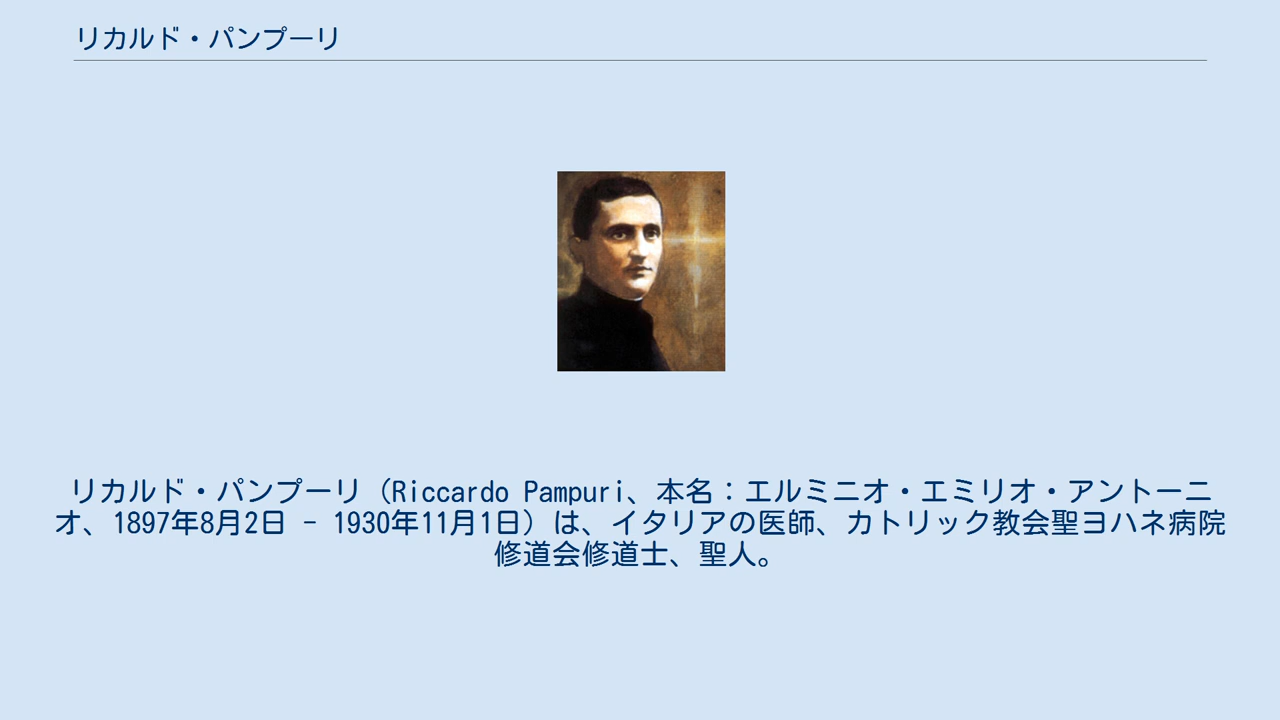 リカルド・パンプーリ
リカルド・パンプーリ（Riccardo Pampuri、本名：エルミニオ・エミリオ・アントーニ
オ、1897年8月2日 - 1930年11月1日）は、イタリアの医師、カトリック教会聖ヨハネ病院
修道会修道士、聖人。